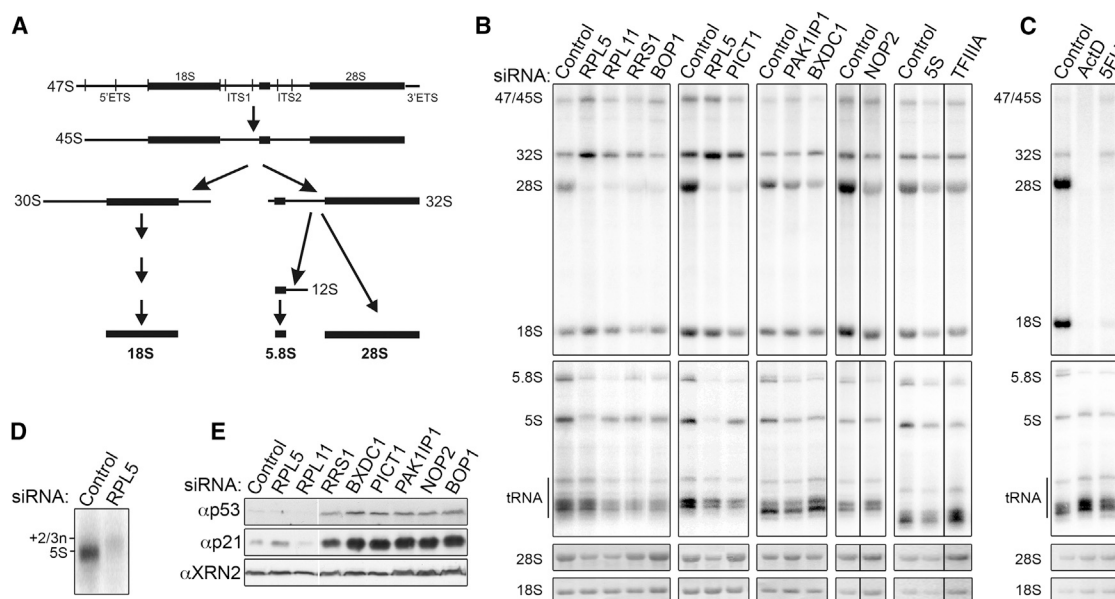 A
47S
18S
28S
5'ETS
ITS1
ITS2
3'ETS
45S
30S
32S
12S
18S
5.8S
28S
B
siRNA:
Control
RPL5
RPL11
RRS1
BOP1
Control
RPL5
PICT1
Control
PAK1IP1
BXDC1
Control
NOP2
Control
5S
TFIIIA
47/45S
32S
28S
18S
5.8S
5S
tRNA
28S
18S
C
Control
ActD
47/45S
32S
28S
18S
5.8S
5S
tRNA
28S
18S
D
siRNA:
Control
RPL5
+2/3n
5S
E
siRNA:
Control
RPL5
RPL11
RRS1
BXDC1
PICT1
PAK1IP1
NOP2
BOP1
αp53
αp21
αXRN2